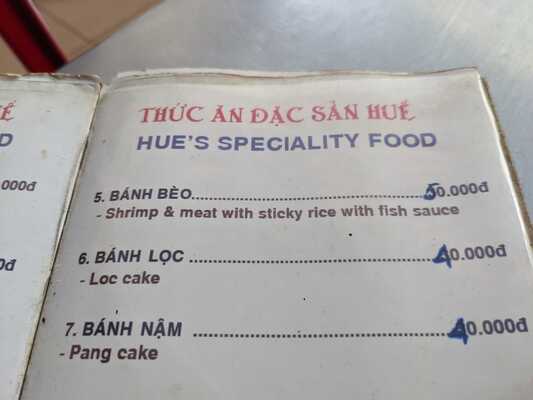 Ế
THỨC ĂN ĐẶC SẢN HUẾ
D
HUE'S SPECIALITY FOOD
000đ
5. BÁNH BÈO...............................................50.000đ
- Shrimp & meat with sticky rice with fish sauce
6. BÁNH LỌC ..................................................40.000đ
- Loc cake
0đ
7. BÁNH NẬM ...................................................40.000đ
- Pang cake